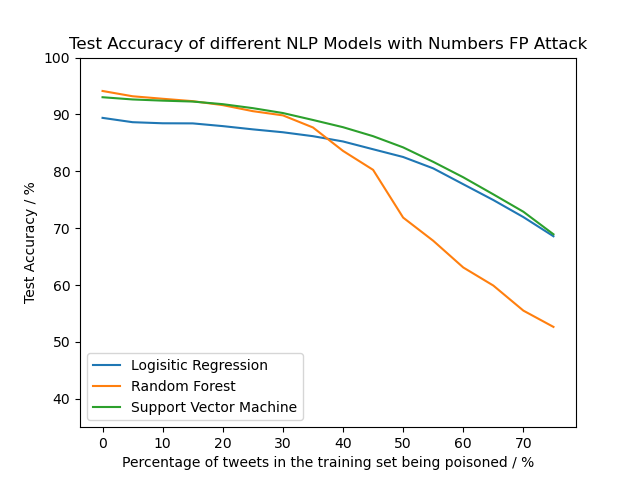 Test Accuracy of different NLP Models with Numbers FP Attack
100
90
80
70
60
50
40
Test Accuracy / %
Logisitic Regression
Random Forest
Support Vector Machine
0 10 20 30 40 50 60 70
Percentage of tweets in the training set being poisoned / %